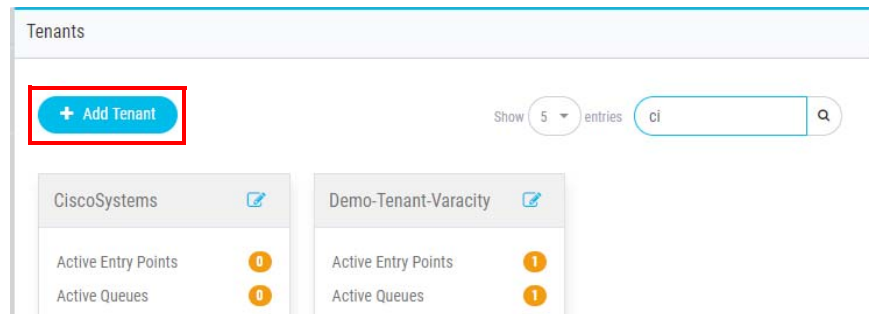 Tenants
+ Add Tenant
Show 5 entries ci
CiscoSystems
Demo-Tenant-Varacity
Active Entry Points 0
Active Entry Points 1
Active Queues 0
Active Queues 1